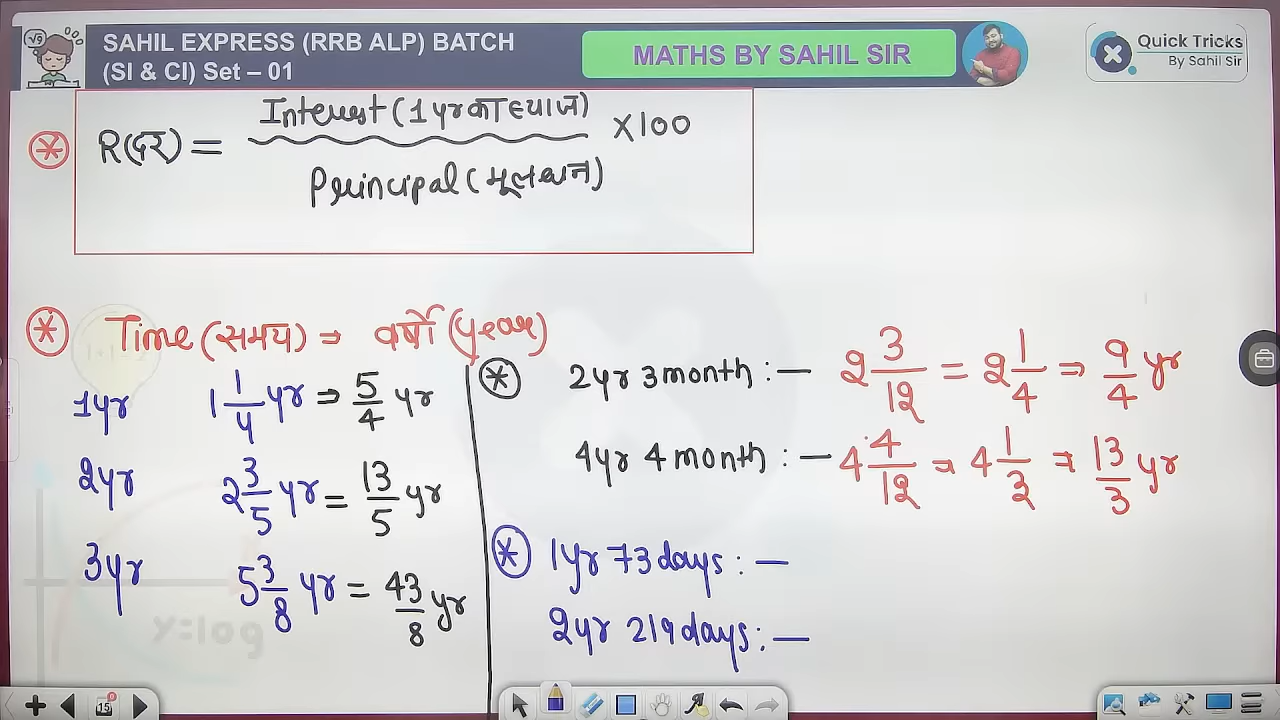 SAHIL EXPRESS (RRB ALP) BATCH
(SI & CI) Set – 01
MATHS BY SAHIL SIR
Quick Tricks
By Sahil Sir
R(दर) = Interest (1yr का ब्याज) / Principal (मूलधन) × 100
Time (समय) ⇒ वर्षो (year)
1yr 1 1/4 yr ⇒ 5/4 yr
2yr 2 3/5 yr = 13/5 yr
3yr 5 3/8 yr = 43/8 yr
2yr 3month :— 2 3/12 = 2 1/4 ⇒ 9/4 yr
4yr 4month :— 4 4/12 ⇒ 4 1/3 ⇒ 13/3 yr
1yr 73 days :—
2yr 219 days :—
y=log
15